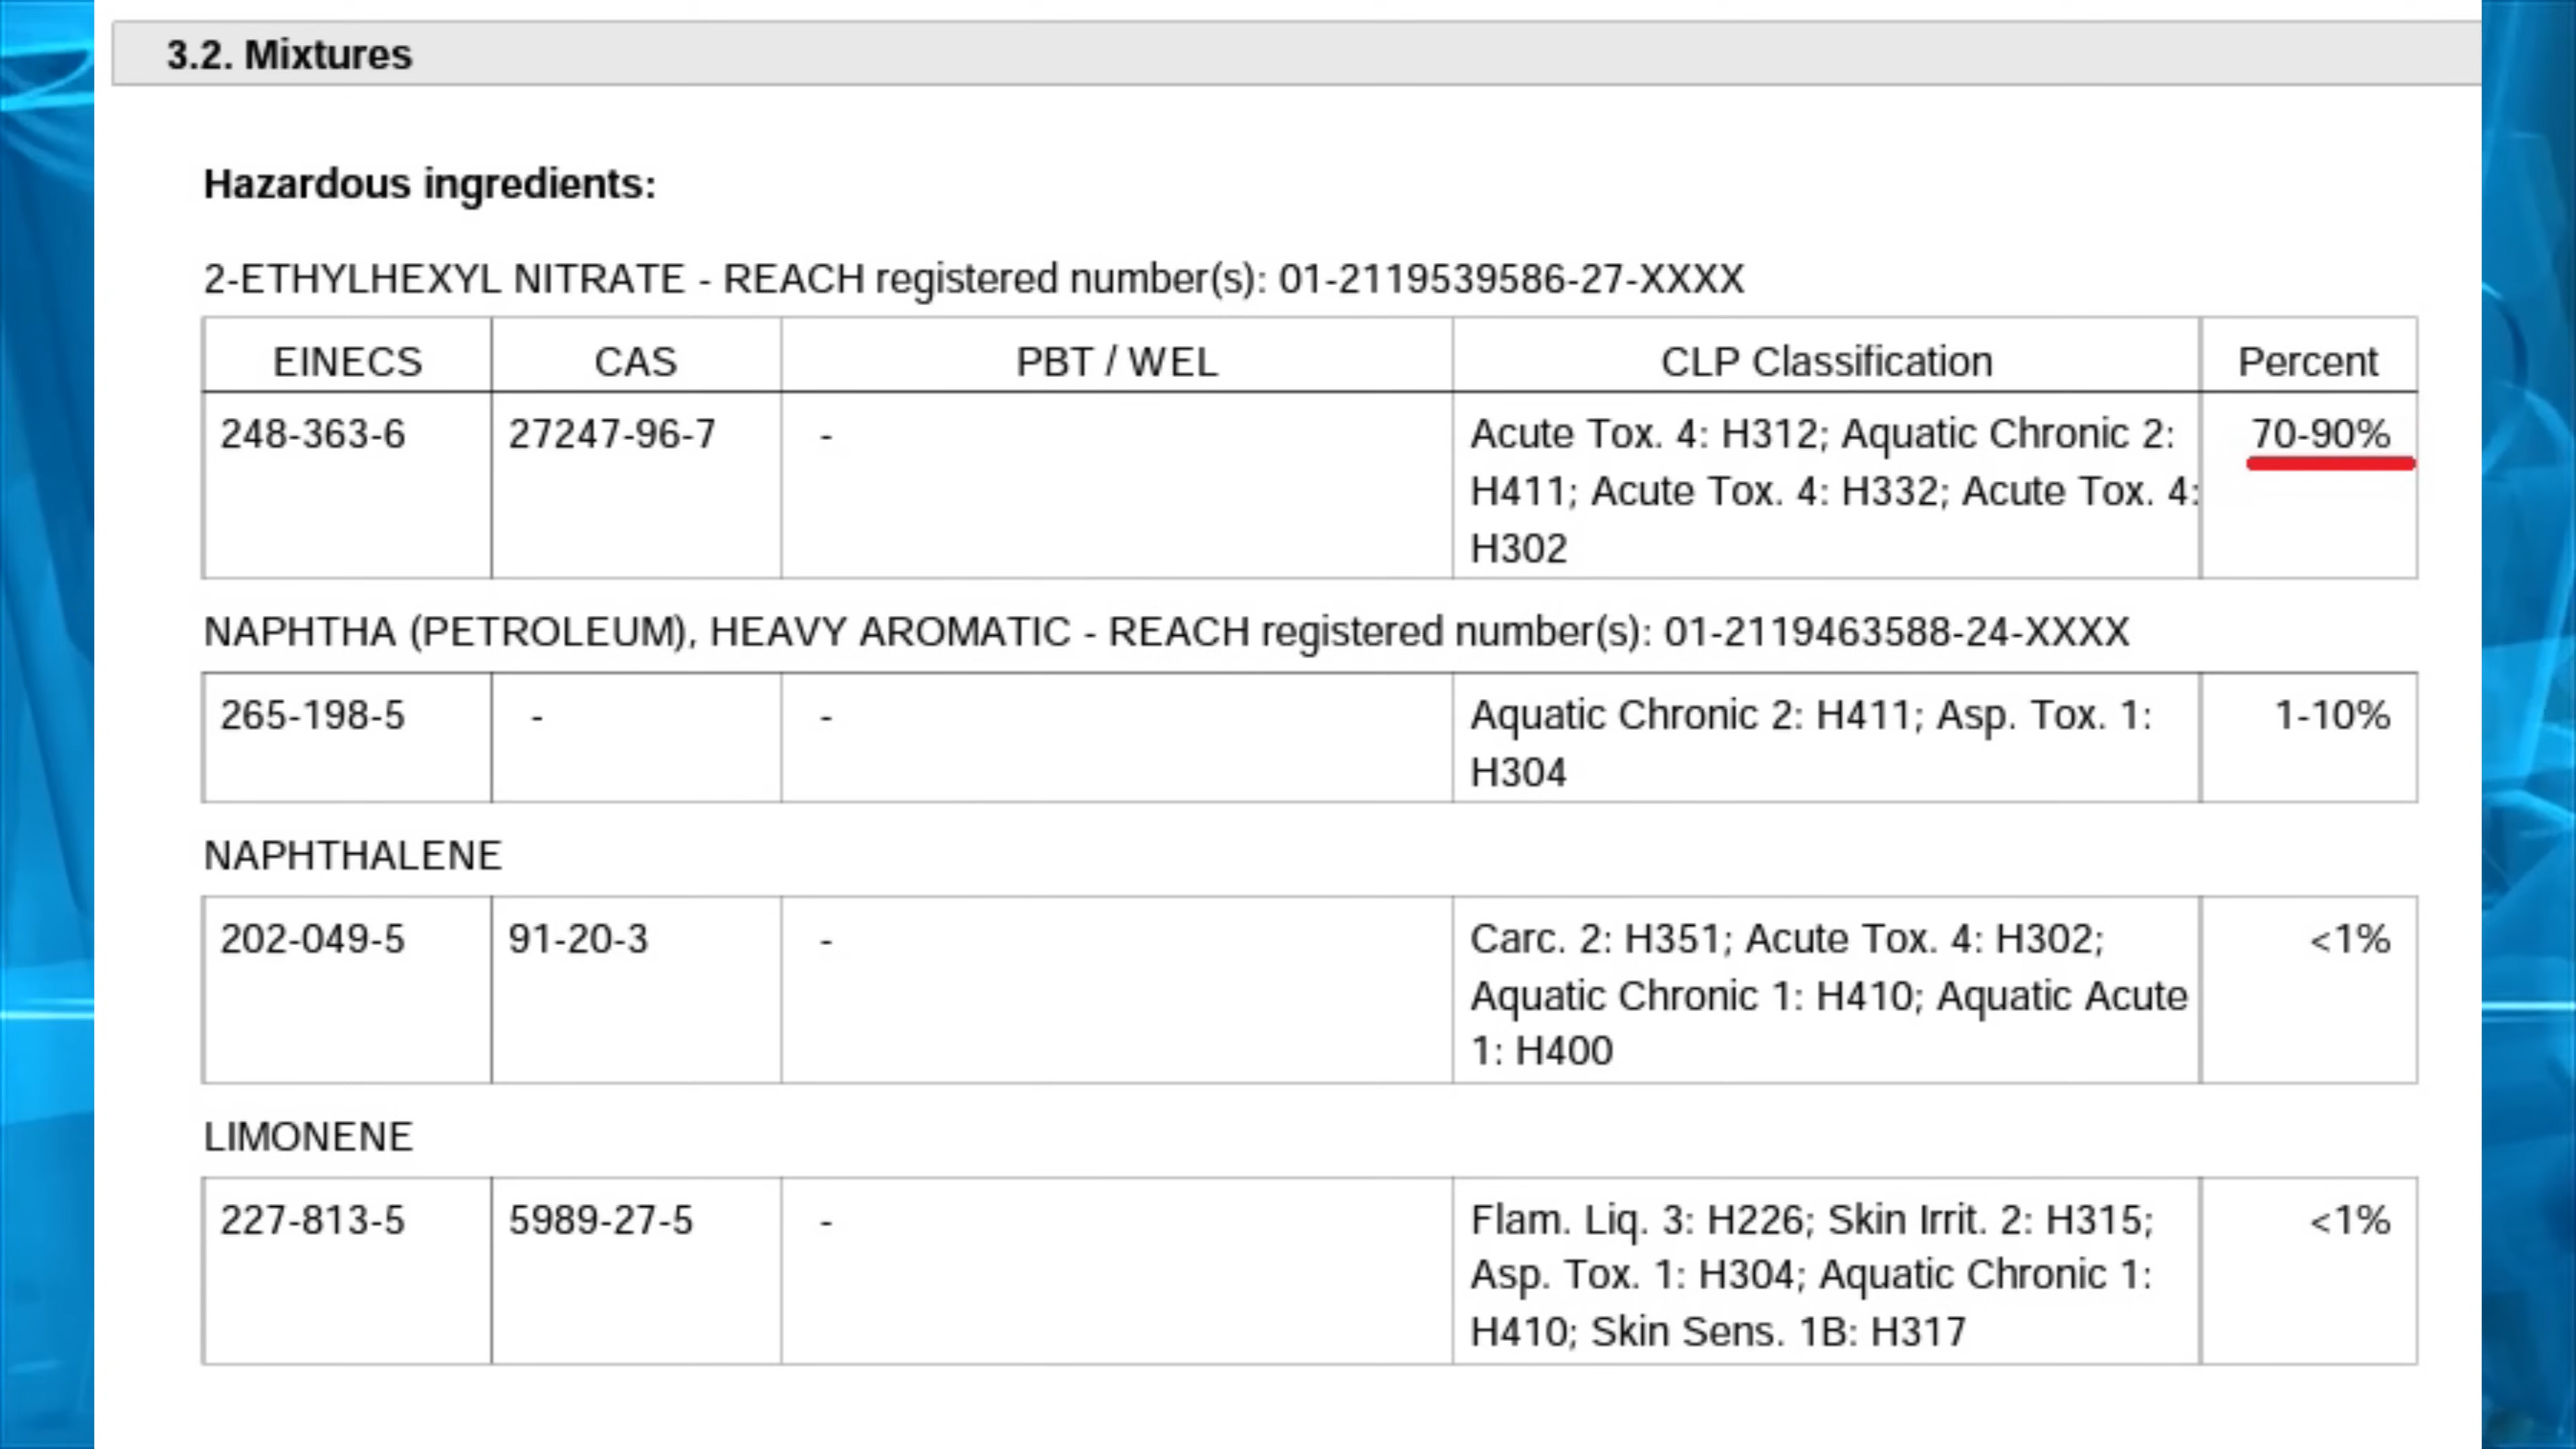 3.2. Mixtures
Hazardous ingredients:
2-ETHYLHEXYL NITRATE - REACH registered number(s): 01-2119539586-27-XXXX
EINECS CAS PBT / WEL CLP Classification Percent
248-363-6 27247-96-7 - Acute Tox. 4: H312; Aquatic Chronic 2: 70-90%
H411; Acute Tox. 4: H332; Acute Tox. 4:
H302
NAPHTHA (PETROLEUM), HEAVY AROMATIC - REACH registered number(s): 01-2119463588-24-XXXX
265-198-5 - - Aquatic Chronic 2: H411; Asp. Tox. 1: 1-10%
H304
NAPHTHALENE
202-049-5 91-20-3 - Carc. 2: H351; Acute Tox. 4: H302; <1%
Aquatic Chronic 1: H410; Aquatic Acute
1: H400
LIMONENE
227-813-5 5989-27-5 - Flam. Liq. 3: H226; Skin Irrit. 2: H315; <1%
Asp. Tox. 1: H304; Aquatic Chronic 1:
H410; Skin Sens. 1B: H317